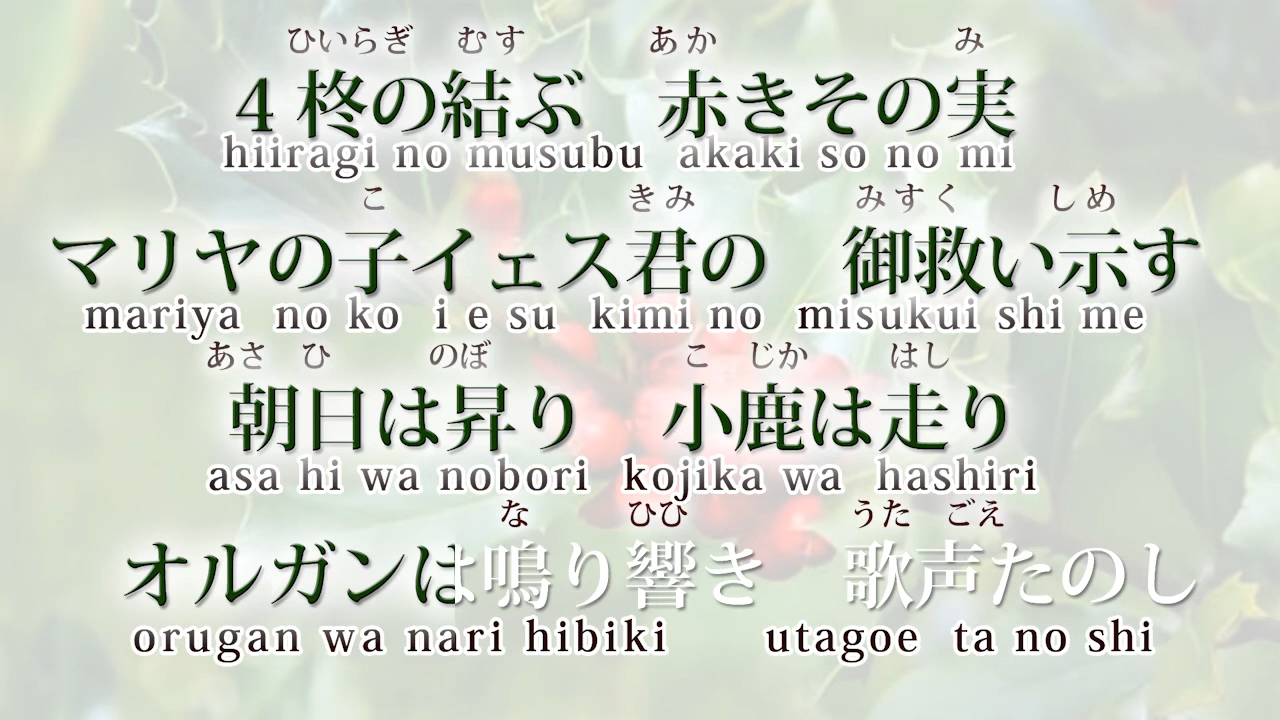 ひいらぎ むす あか み
4 柊の結ぶ 赤きその実
hiiragi no musubu akaki so no mi
こ きみ みすく しめ
マリヤの子イェス君の 御救い示す
mariya no ko i e su kimi no misukui shi me
あさ ひ のぼ こ じか はし
朝日は昇り 小鹿は走り
asa hi wa nobori kojika wa hashiri
な ひひ うた ごえ
オルガンは鳴り響き 歌声たのし
orugan wa nari hibiki utagoe ta no shi